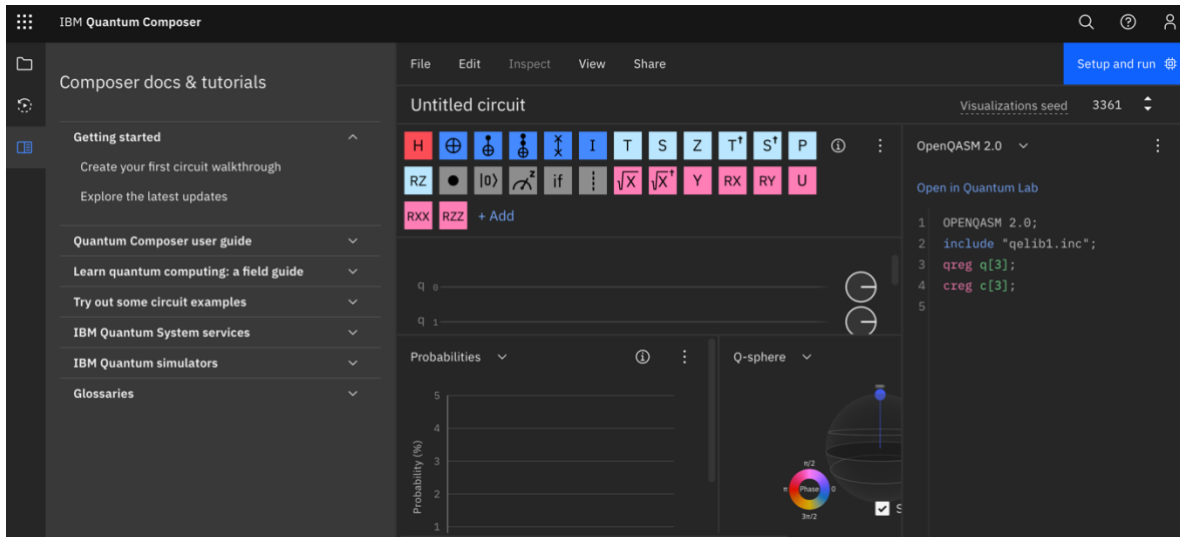 IBM Quantum Composer
Composer docs & tutorials
Getting started
Create your first circuit walkthrough
Explore the latest updates
Quantum Composer user guide
Learn quantum computing: a field guide
Try out some circuit examples
IBM Quantum System services
IBM Quantum simulators
Glossaries
File Edit Inspect View Share
Setup and run
Untitled circuit
Visualizations seed 3361
H I T S Z T† S† P
RZ |0⟩ z if √X √X† Y RX RY U
RXX RZZ + Add
q 0
q 1
Probabilities
Probability (%)
5
4
3
2
1
Q-sphere
π/2
π Phase 0
3π/2
S
OpenQASM 2.0
Open in Quantum Lab
1 OPENQASM 2.0;
2 include "qelib1.inc";
3 qreg q[3];
4 creg c[3];
5